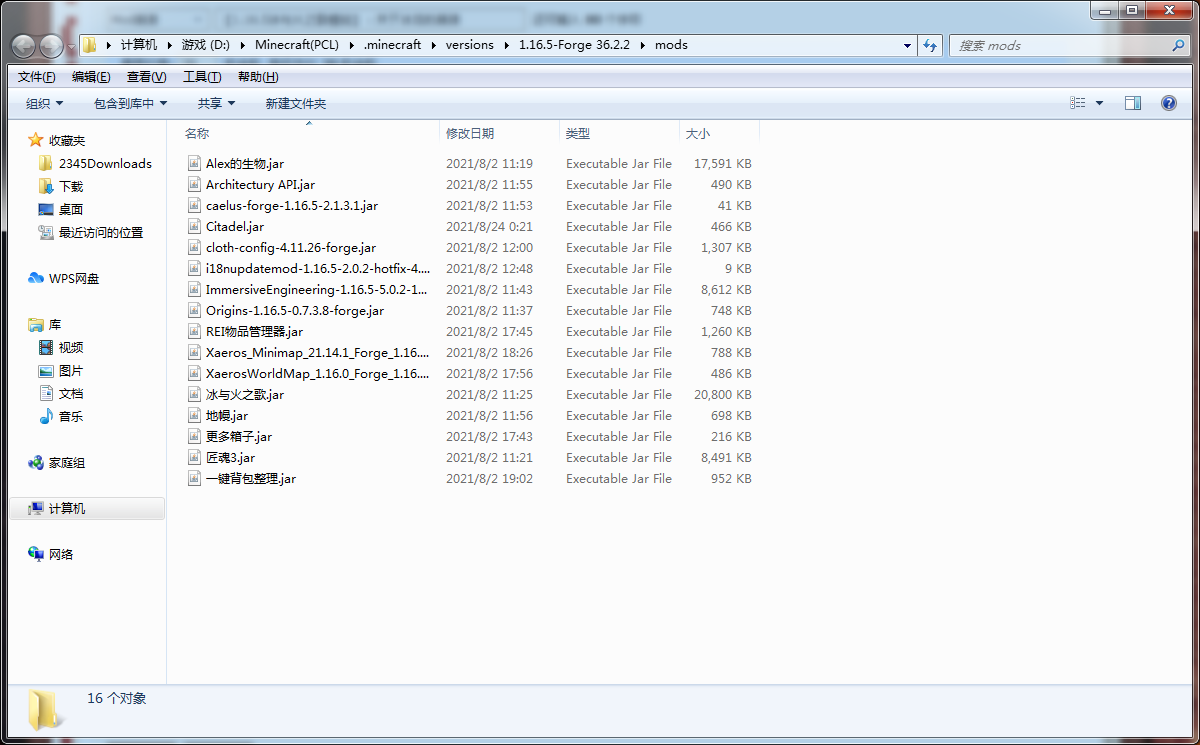 计算机 游戏 (D:) Minecraft(PCL) .minecraft versions 1.16.5-Forge 36.2.2 mods 搜索 mods
文件(F) 编辑(E) 查看(V) 工具(T) 帮助(H)
组织 包含到库中 共享 新建文件夹
收藏夹
2345Downloads
下载
桌面
最近访问的位置
WPS网盘
库
视频
图片
文档
音乐
家庭组
计算机
网络
名称 修改日期 类型 大小
Alex的生物.jar 2021/8/2 11:19 Executable Jar File 17,591 KB
Architectury API.jar 2021/8/2 11:55 Executable Jar File 490 KB
caelus-forge-1.16.5-2.1.3.1.jar 2021/8/2 11:53 Executable Jar File 41 KB
Citadel.jar 2021/8/24 0:21 Executable Jar File 466 KB
cloth-config-4.11.26-forge.jar 2021/8/2 12:00 Executable Jar File 1,307 KB
i18nupdatemod-1.16.5-2.0.2-hotfix-4.... 2021/8/2 12:48 Executable Jar File 9 KB
ImmersiveEngineering-1.16.5-5.0.2-1... 2021/8/2 11:43 Executable Jar File 8,612 KB
Origins-1.16.5-0.7.3.8-forge.jar 2021/8/2 11:37 Executable Jar File 748 KB
REI物品管理器.jar 2021/8/2 17:45 Executable Jar File 1,260 KB
Xaeros_Minimap_21.14.1_Forge_1.16.... 2021/8/2 18:26 Executable Jar File 788 KB
XaerosWorldMap_1.16.0_Forge_1.16.... 2021/8/2 17:56 Executable Jar File 486 KB
冰与火之歌.jar 2021/8/2 11:25 Executable Jar File 20,800 KB
地幔.jar 2021/8/2 11:56 Executable Jar File 698 KB
更多箱子.jar 2021/8/2 17:43 Executable Jar File 216 KB
匠魂3.jar 2021/8/2 11:21 Executable Jar File 8,491 KB
一键背包整理.jar 2021/8/2 19:02 Executable Jar File 952 KB
16 个对象